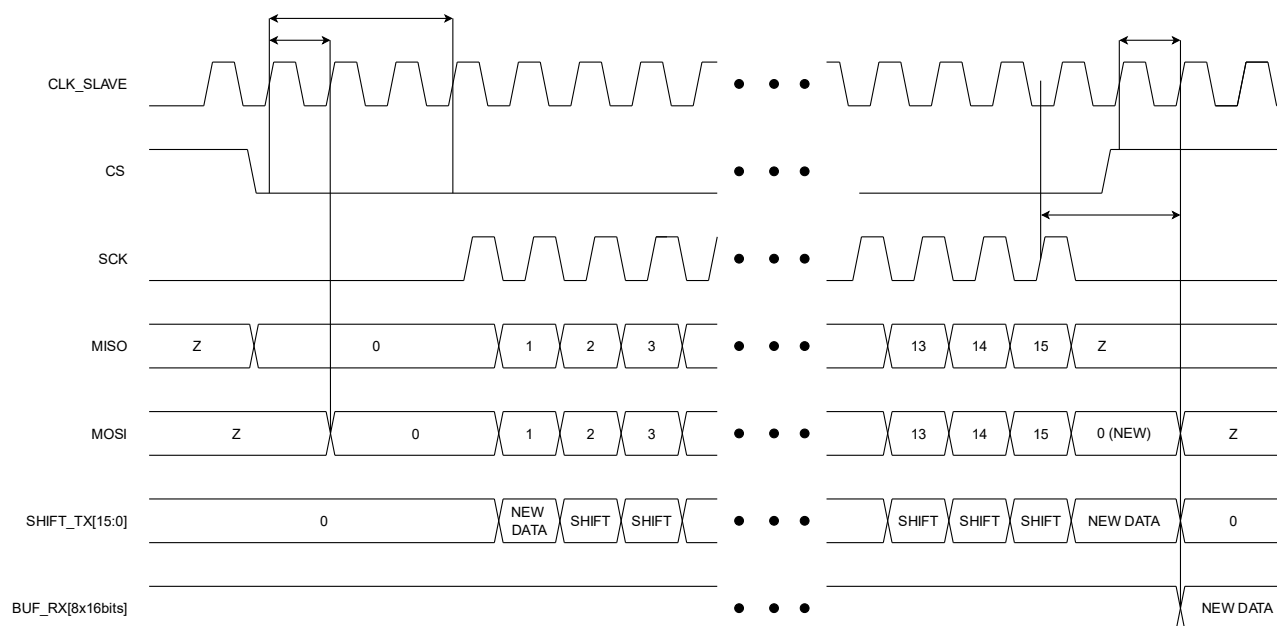 CLK_SLAVE
CS
SCK
MISO Z 0 1 2 3 13 14 15 Z
MOSI Z 0 1 2 3 13 14 15 0 (NEW) Z
SHIFT_TX[15:0] 0 NEW DATA SHIFT SHIFT SHIFT SHIFT SHIFT NEW DATA 0
BUF_RX[8x16bits] NEW DATA